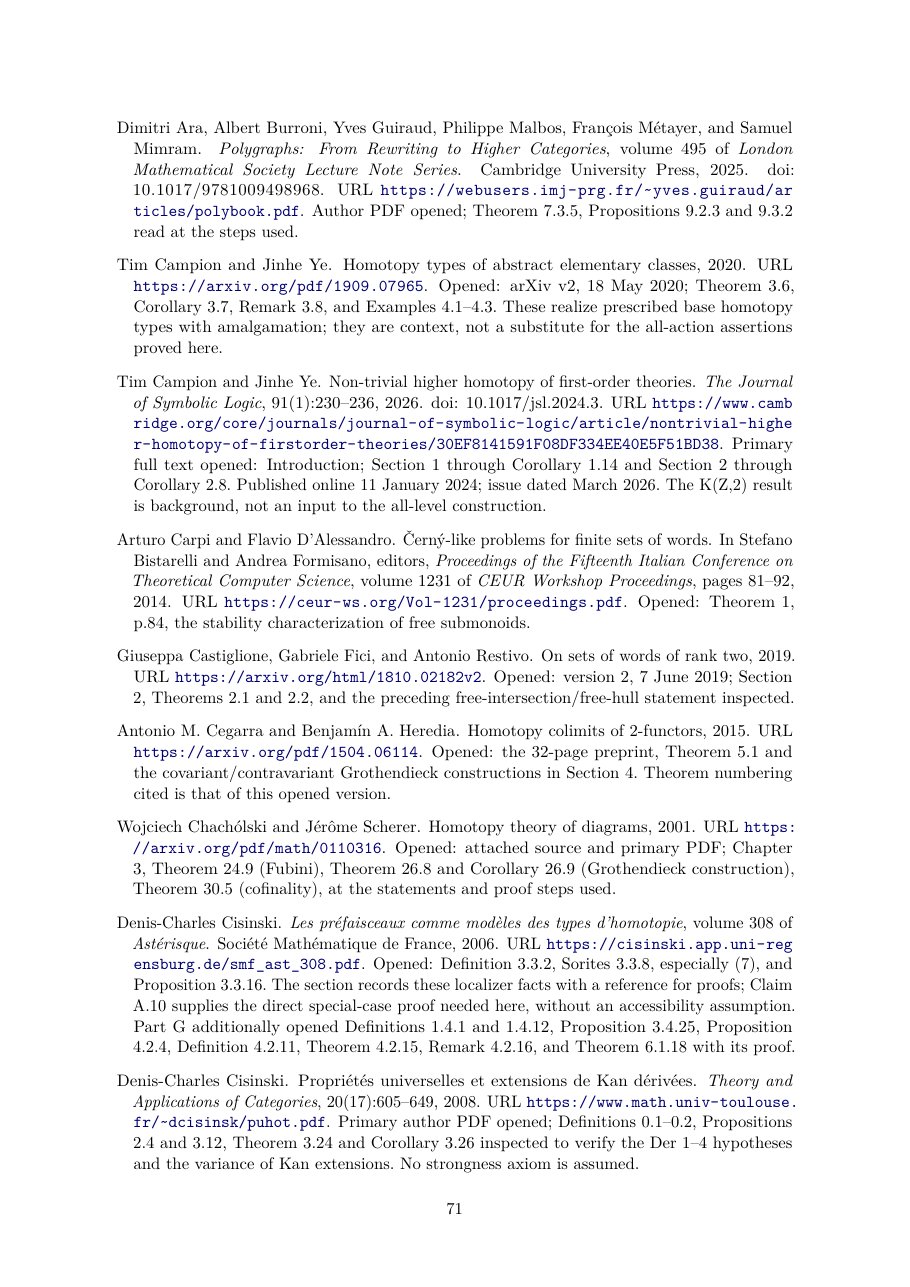 Dimitri Ara, Albert Burroni, Yves Guiraud, Philippe Malbos, François Métayer, and Samuel
Mimram. Polygraphs: From Rewriting to Higher Categories, volume 495 of London
Mathematical Society Lecture Note Series. Cambridge University Press, 2025. doi:
10.1017/9781009498968. URL https://webusers.imj-prg.fr/~yves.guiraud/ar
ticles/polybook.pdf. Author PDF opened; Theorem 7.3.5, Propositions 9.2.3 and 9.3.2
read at the steps used.
Tim Campion and Jinhe Ye. Homotopy types of abstract elementary classes, 2020. URL
https://arxiv.org/pdf/1909.07965. Opened: arXiv v2, 18 May 2020; Theorem 3.6,
Corollary 3.7, Remark 3.8, and Examples 4.1–4.3. These realize prescribed base homotopy
types with amalgamation; they are context, not a substitute for the all-action assertions
proved here.
Tim Campion and Jinhe Ye. Non-trivial higher homotopy of first-order theories. The Journal
of Symbolic Logic, 91(1):230–236, 2026. doi: 10.1017/jsl.2024.3. URL https://www.camb
ridge.org/core/journals/journal-of-symbolic-logic/article/nontrivial-highe
r-homotopy-of-firstorder-theories/30EF8141591F08DF334EE40E5F51BD38. Primary
full text opened: Introduction; Section 1 through Corollary 1.14 and Section 2 through
Corollary 2.8. Published online 11 January 2024; issue dated March 2026. The K(Z,2) result
is background, not an input to the all-level construction.
Arturo Carpi and Flavio D'Alessandro. Černý-like problems for finite sets of words. In Stefano
Bistarelli and Andrea Formisano, editors, Proceedings of the Fifteenth Italian Conference on
Theoretical Computer Science, volume 1231 of CEUR Workshop Proceedings, pages 81–92,
2014. URL https://ceur-ws.org/Vol-1231/proceedings.pdf. Opened: Theorem 1,
p.84, the stability characterization of free submonoids.
Giuseppa Castiglione, Gabriele Fici, and Antonio Restivo. On sets of words of rank two, 2019.
URL https://arxiv.org/html/1810.02182v2. Opened: version 2, 7 June 2019; Section
2, Theorems 2.1 and 2.2, and the preceding free-intersection/free-hull statement inspected.
Antonio M. Cegarra and Benjamín A. Heredia. Homotopy colimits of 2-functors, 2015. URL
https://arxiv.org/pdf/1504.06114. Opened: the 32-page preprint, Theorem 5.1 and
the covariant/contravariant Grothendieck constructions in Section 4. Theorem numbering
cited is that of this opened version.
Wojciech Chachólski and Jérôme Scherer. Homotopy theory of diagrams, 2001. URL https:
//arxiv.org/pdf/math/0110316. Opened: attached source and primary PDF; Chapter
3, Theorem 24.9 (Fubini), Theorem 26.8 and Corollary 26.9 (Grothendieck construction),
Theorem 30.5 (cofinality), at the statements and proof steps used.
Denis-Charles Cisinski. Les préfaisceaux comme modèles des types d'homotopie, volume 308 of
Astérisque. Société Mathématique de France, 2006. URL https://cisinski.app.uni-reg
ensburg.de/smf_ast_308.pdf. Opened: Definition 3.3.2, Sorites 3.3.8, especially (7), and
Proposition 3.3.16. The section records these localizer facts with a reference for proofs; Claim
A.10 supplies the direct special-case proof needed here, without an accessibility assumption.
Part G additionally opened Definitions 1.4.1 and 1.4.12, Proposition 3.4.25, Proposition
4.2.4, Definition 4.2.11, Theorem 4.2.15, Remark 4.2.16, and Theorem 6.1.18 with its proof.
Denis-Charles Cisinski. Propriétés universelles et extensions de Kan dérivées. Theory and
Applications of Categories, 20(17):605–649, 2008. URL https://www.math.univ-toulouse.
fr/~dcisinsk/puhot.pdf. Primary author PDF opened; Definitions 0.1–0.2, Propositions
2.4 and 3.12, Theorem 3.24 and Corollary 3.26 inspected to verify the Der 1–4 hypotheses
and the variance of Kan extensions. No strongness axiom is assumed.
71